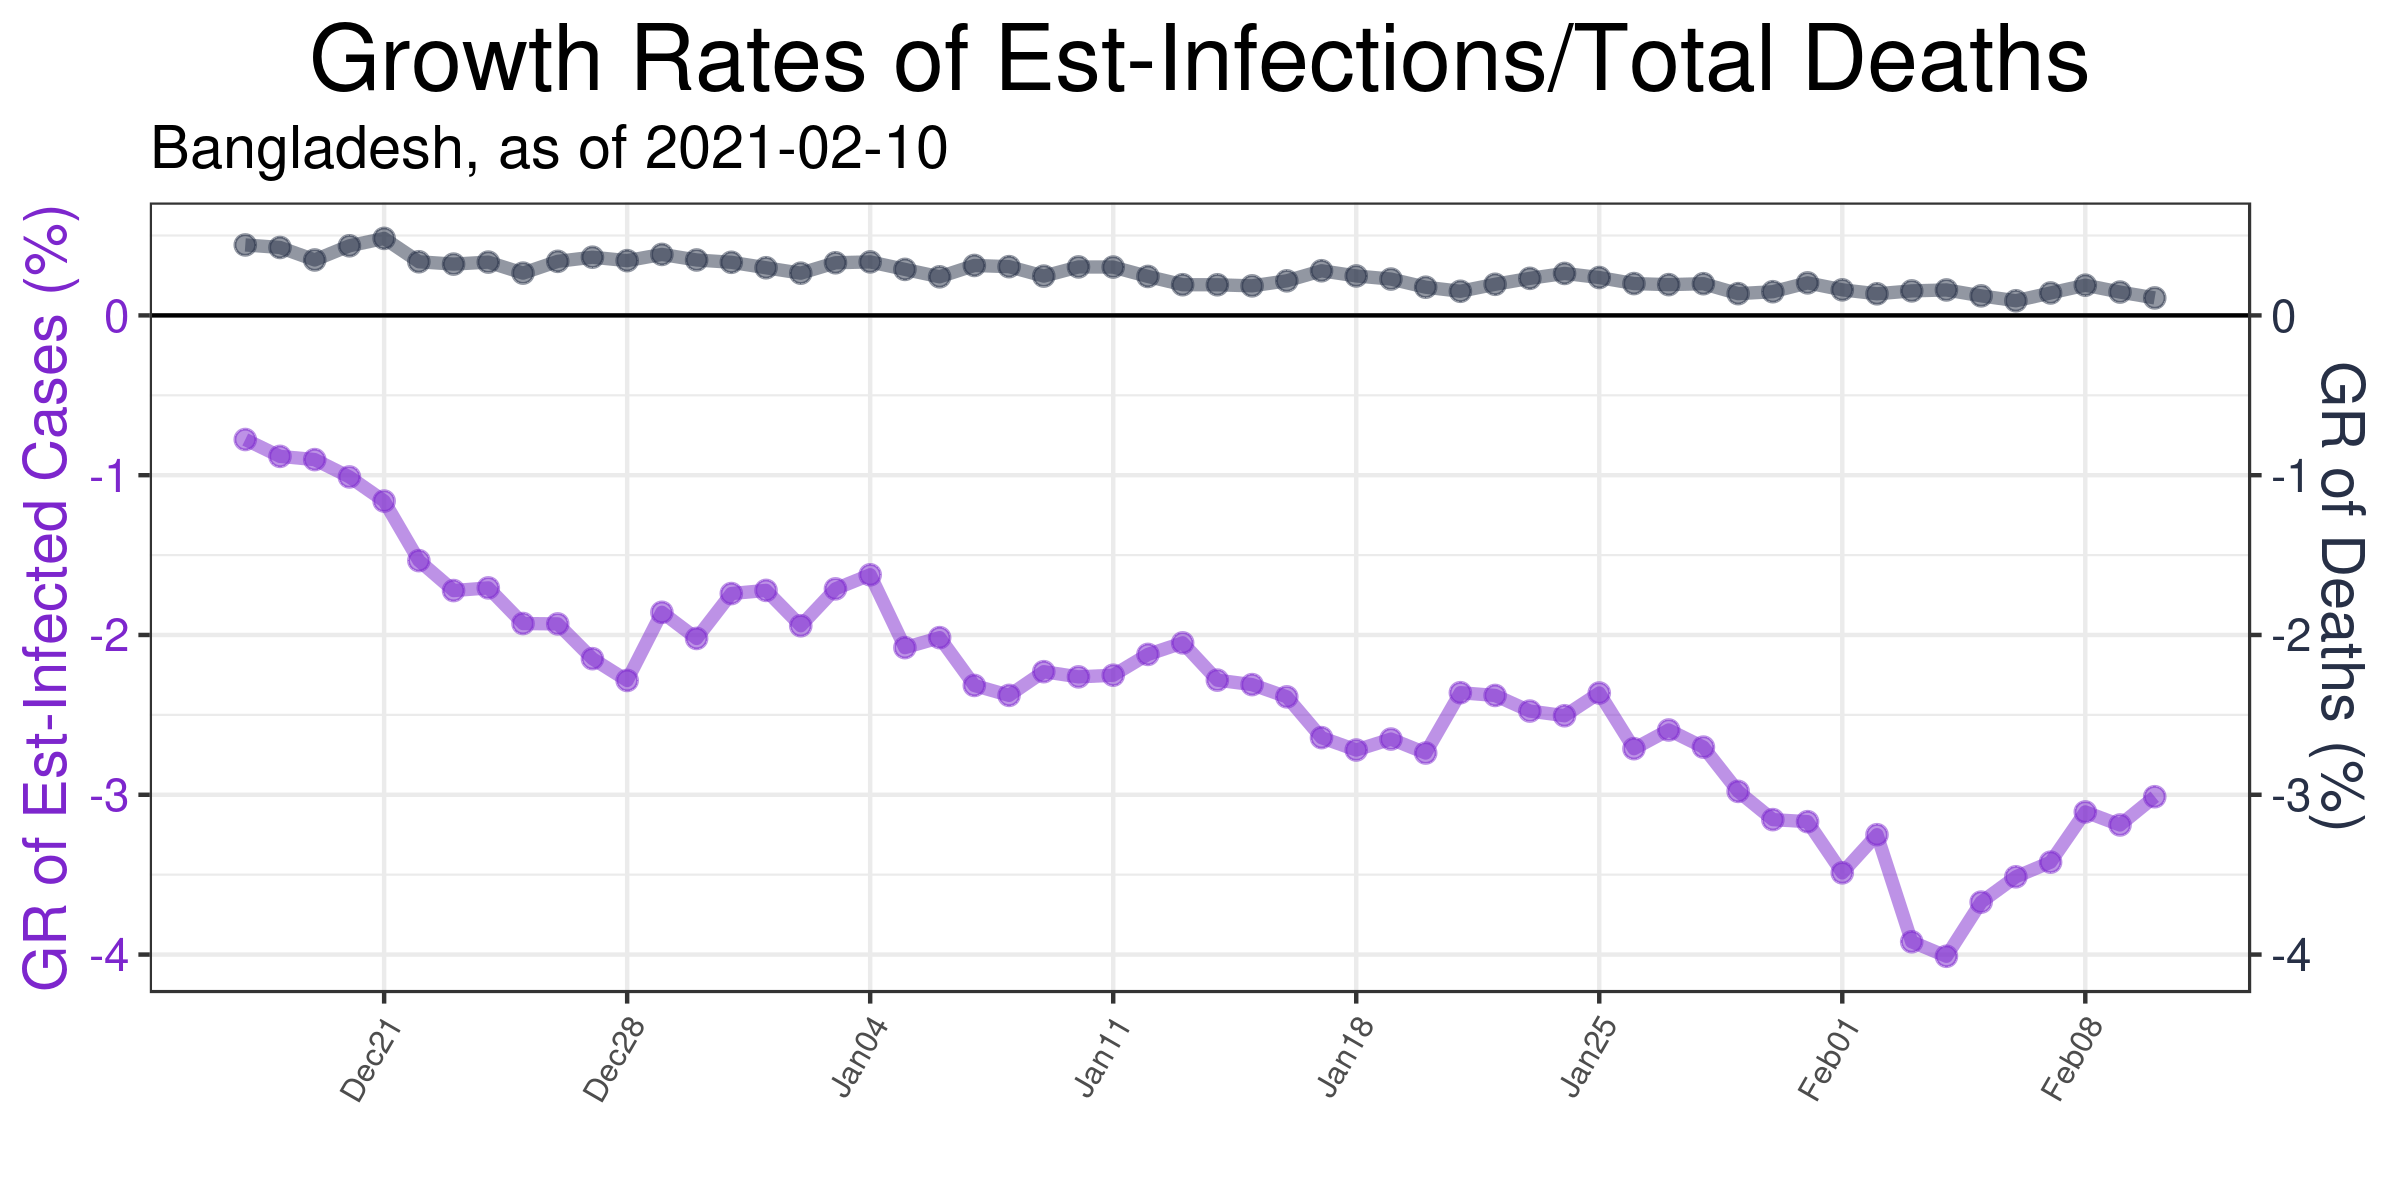 Growth Rates of Est-Infections/Total Deaths
Bangladesh, as of 2021-02-10
GR of Est-Infected Cases (%)
0
-1
-2
-3
-4
0
-1
-2
-3
-4
GR of Deaths (%)
Dec21
Dec28
Jan04
Jan11
Jan18
Jan25
Feb01
Feb08